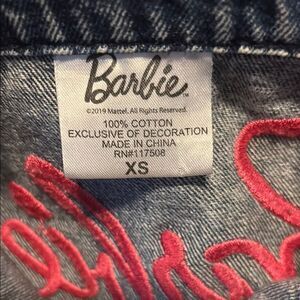 Barbie
©2019 Mattel. All Rights Reserved.
100% COTTON
EXCLUSIVE OF DECORATION
MADE IN CHINA
RN#117508
XS